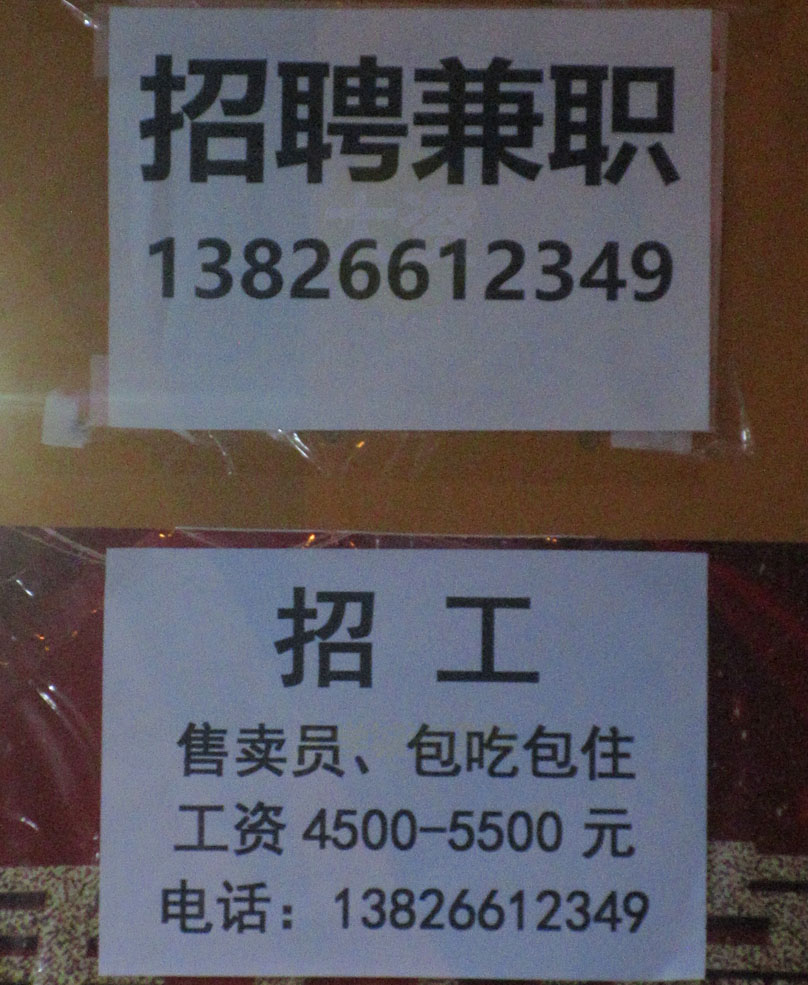 招聘兼职
13826612349
招 工
售卖员、包吃包住
工资 4500-5500 元
电话：13826612349